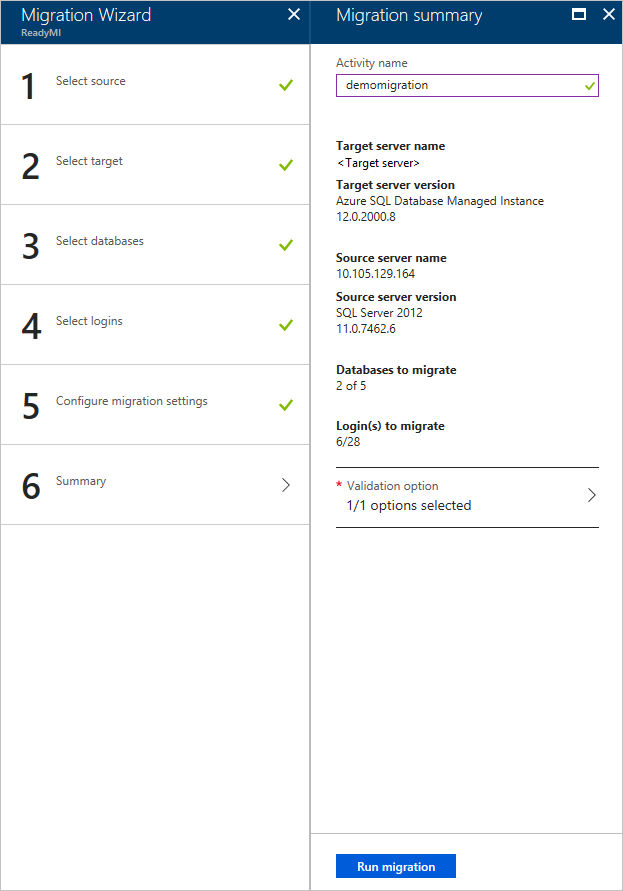 Migration Wizard
ReadyMI
1
Select source
2
Select target
3
Select databases
4
Select logins
5
Configure migration settings
6
Summary
Migration summary
Activity name
demomigration
Target server name
<Target server>
Target server version
Azure SQL Database Managed Instance
12.0.2000.8
Source server name
10.105.129.164
Source server version
SQL Server 2012
11.0.7462.6
Databases to migrate
2 of 5
Login(s) to migrate
6/28
* Validation option
1/1 options selected
Run migration